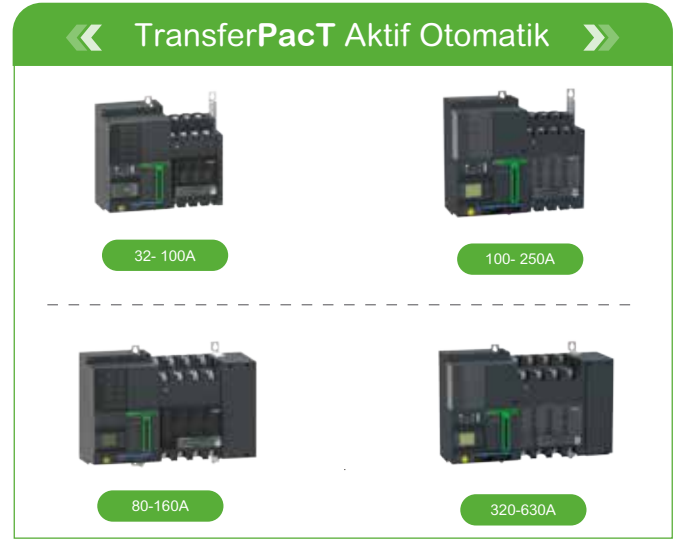 TransferPacT Aktif Otomatik
32- 100A
100- 250A
80-160A
320-630A